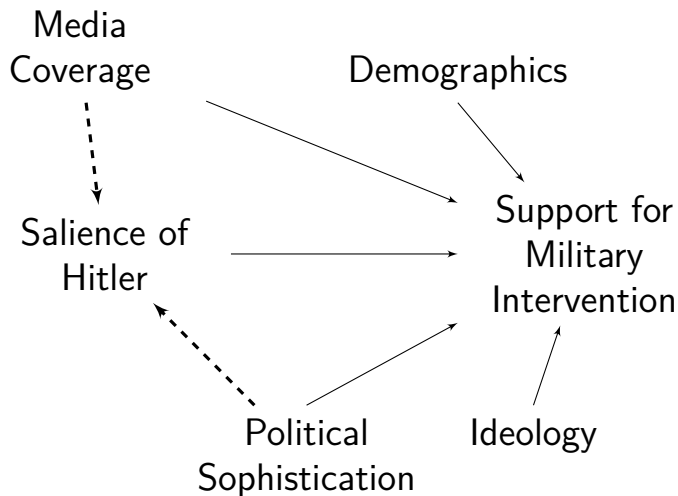 Media
Coverage
Demographics
Salience of
Hitler
Support for
Military
Intervention
Political
Sophistication
Ideology